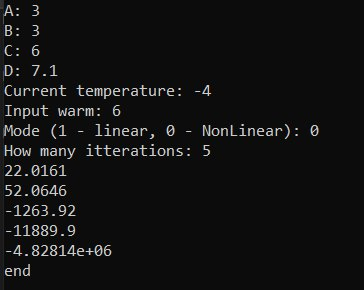 A: 3
B: 3
C: 6
D: 7.1
Current temperature: -4
Input warm: 6
Mode (1 - linear, 0 - NonLinear): 0
How many itterations: 5
22.0161
52.0646
-1263.92
-11889.9
-4.82814e+06
end